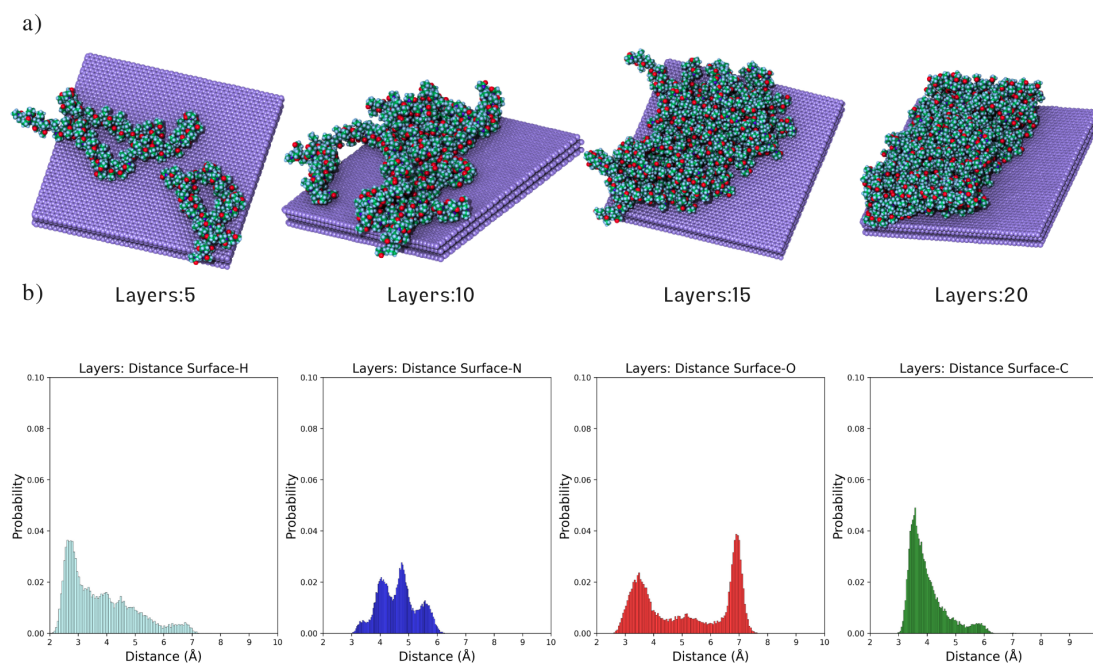 a)
Layers:5
Layers:10
Layers:15
Layers:20
b)
Layers: Distance Surface-H
Probability
0.10
0.08
0.06
0.04
0.02
0.00
2 3 4 5 6 7 8 9 10
Distance (Å)
Layers: Distance Surface-N
Probability
0.10
0.08
0.06
0.04
0.02
0.00
2 3 4 5 6 7 8 9 10
Distance (Å)
Layers: Distance Surface-O
Probability
0.10
0.08
0.06
0.04
0.02
0.00
2 3 4 5 6 7 8 9 10
Distance (Å)
Layers: Distance Surface-C
Probability
0.10
0.08
0.06
0.04
0.02
0.00
2 3 4 5 6 7 8 9
Distance (Å)